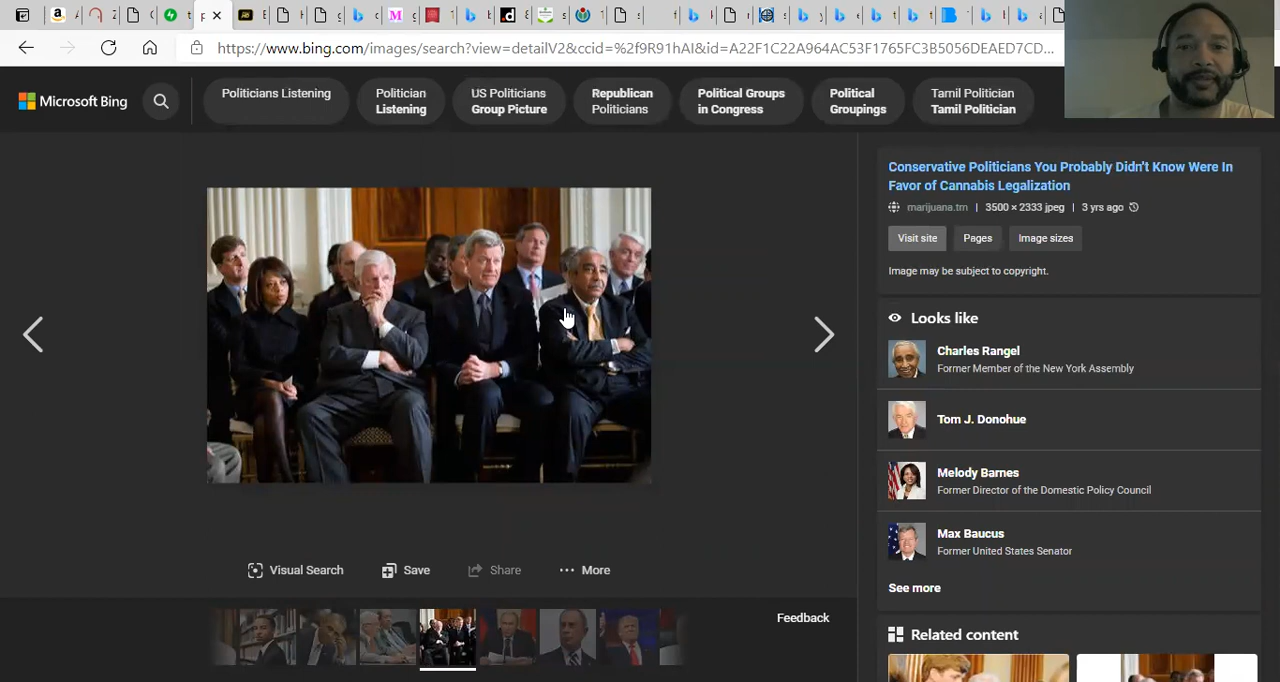 https://www.bing.com/images/search?view=detailV2&ccid=%2f9R91hAI&id=A22F1C22A964AC53F1765FC3B5056DEAED7CD...
Microsoft Bing
Politicians Listening
Politician
Listening
US Politicians
Group Picture
Republican
Politicians
Political Groups
in Congress
Political
Groupings
Tamil Politician
Tamil Politician
Conservative Politicians You Probably Didn't Know Were In
Favor of Cannabis Legalization
marijuana.tm | 3500 × 2333 jpeg | 3 yrs ago
Visit site
Pages
Image sizes
Image may be subject to copyright.
Looks like
Charles Rangel
Former Member of the New York Assembly
Tom J. Donohue
Melody Barnes
Former Director of the Domestic Policy Council
Max Baucus
Former United States Senator
See more
Visual Search
Save
Share
More
Feedback
Related content